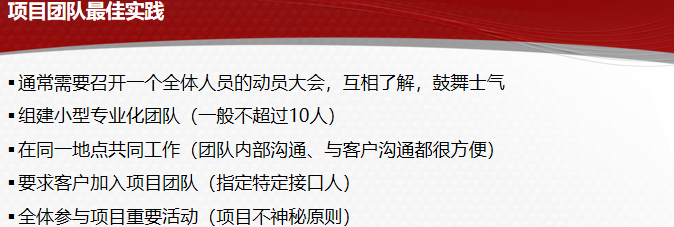 项目团队最佳实践
▪通常需要召开一个全体人员的动员大会，互相了解，鼓舞士气
▪组建小型专业化团队（一般不超过10人）
▪在同一地点共同工作（团队内部沟通、与客户沟通都很方便）
▪要求客户加入项目团队（指定特定接口人）
▪全体参与项目重要活动（项目不神秘原则）